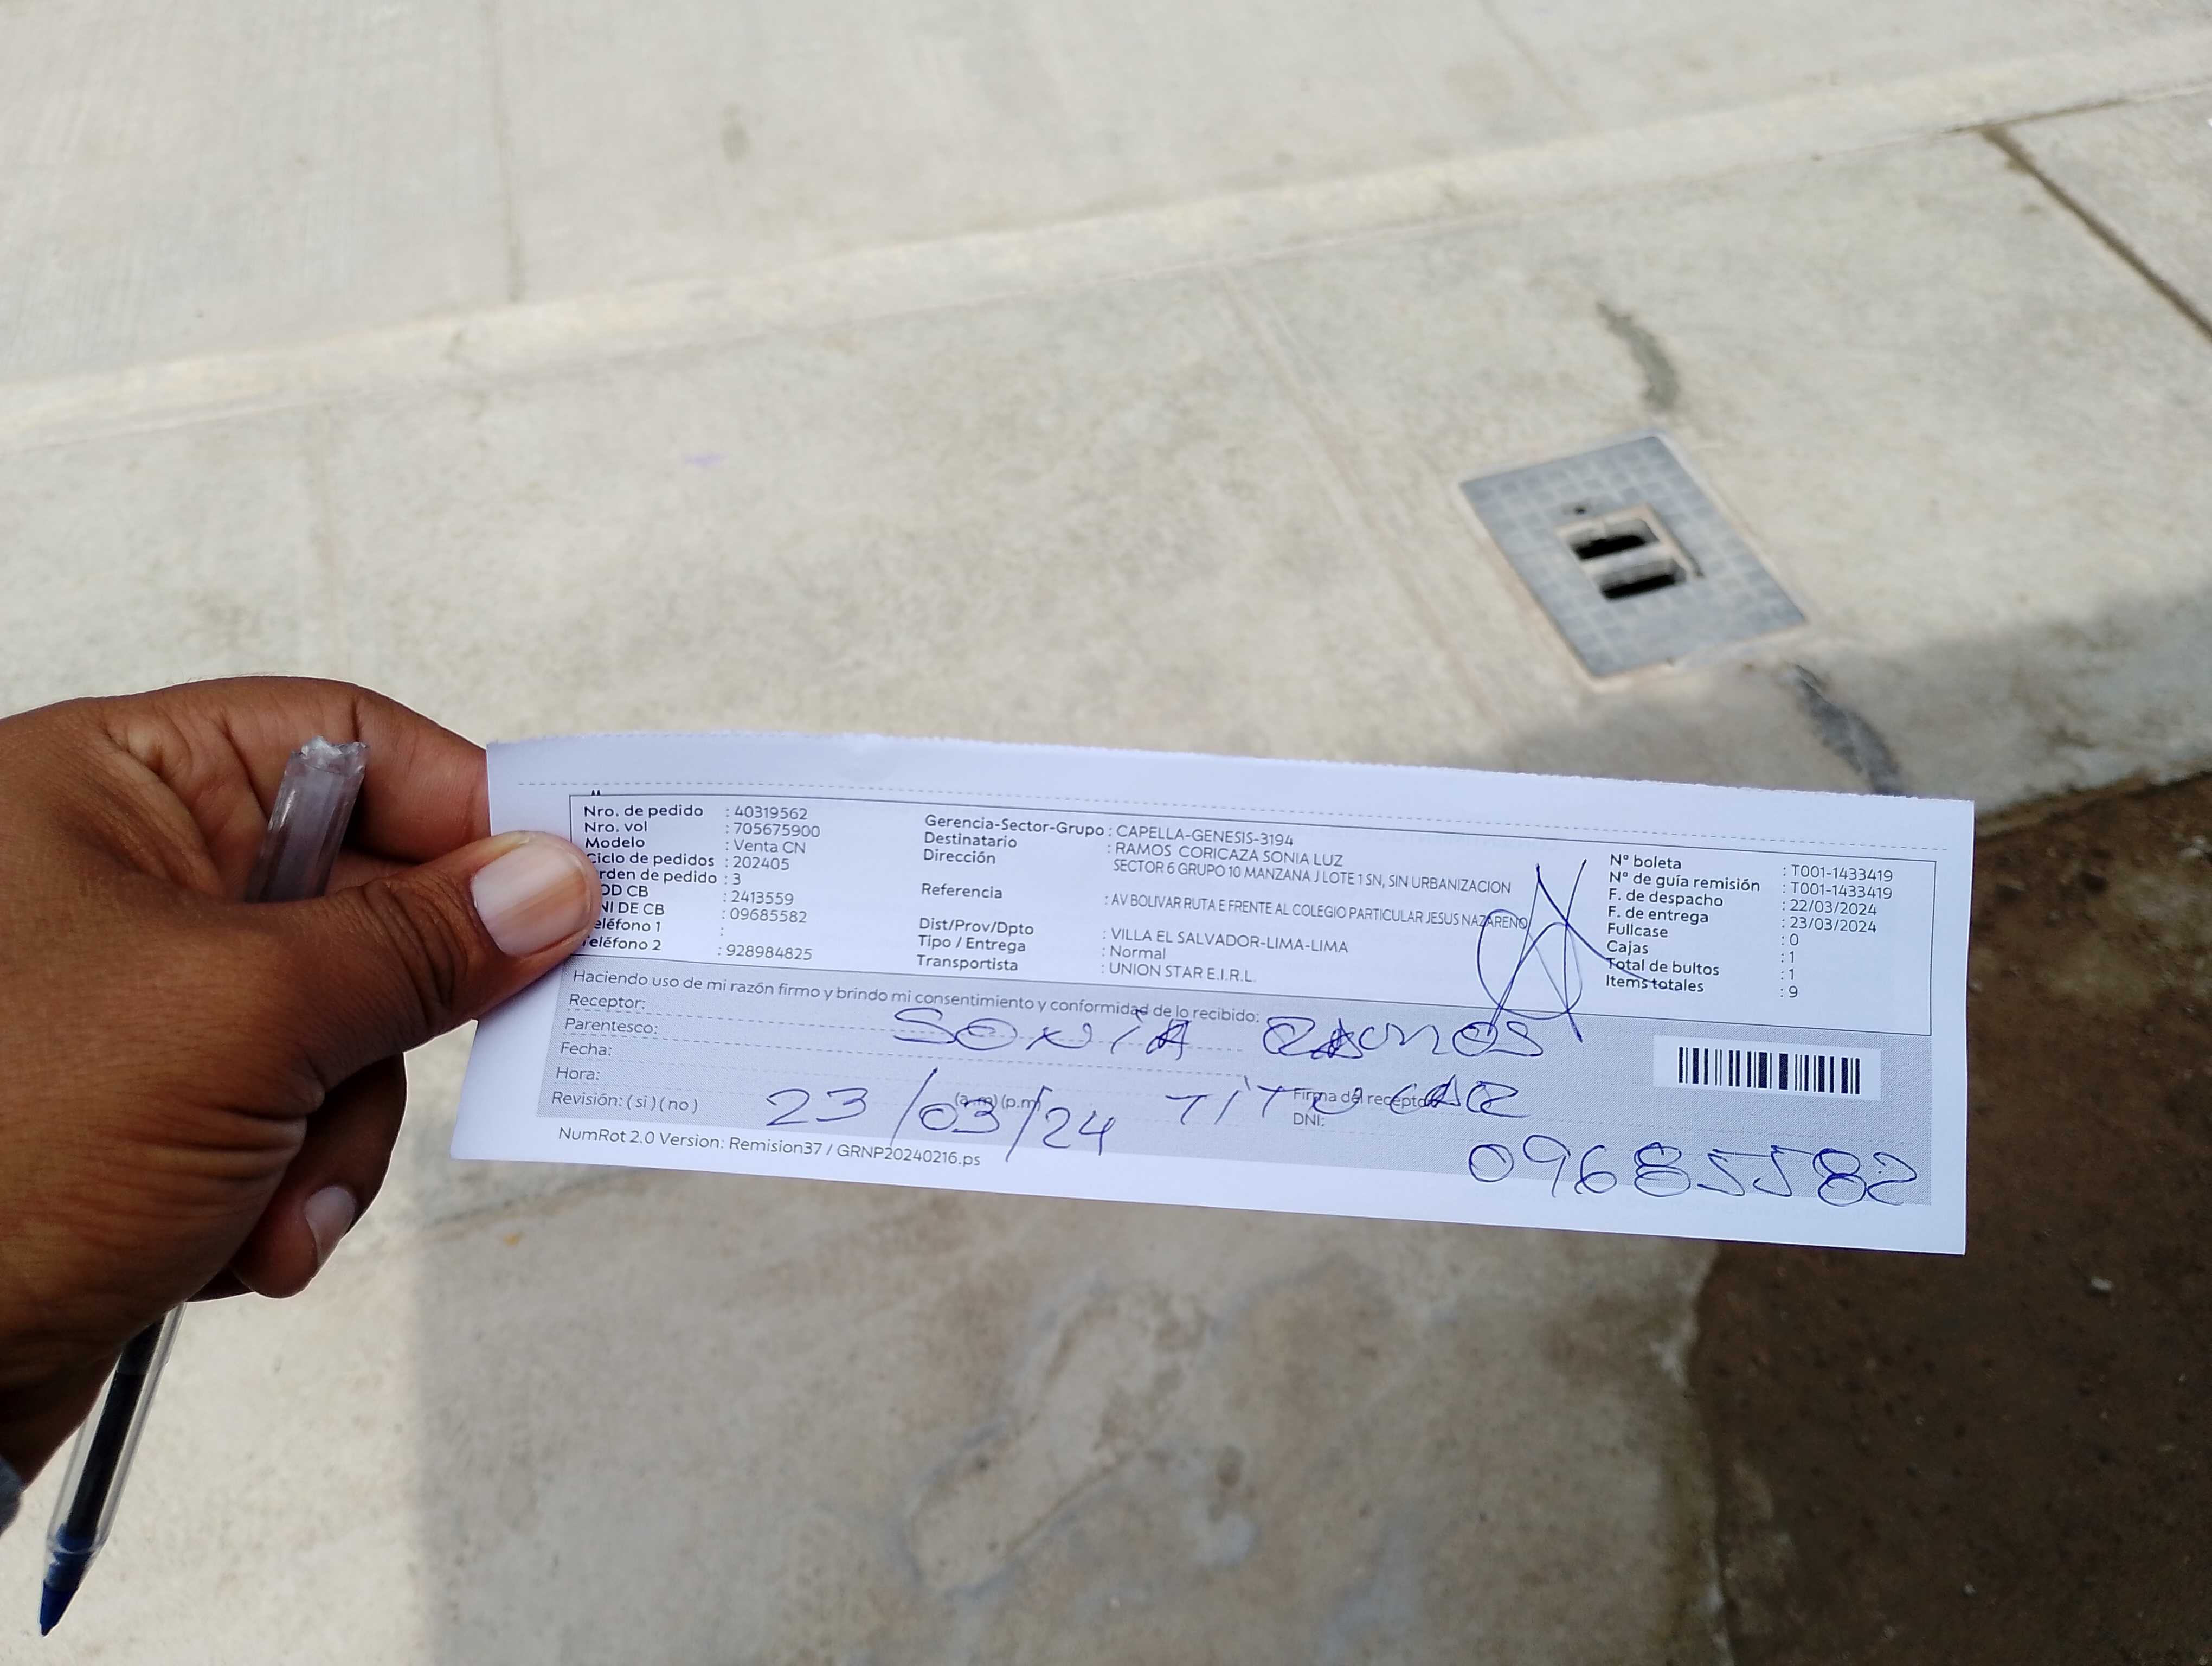 Nro. de pedido : 40319562
Nro. vol : 705675900
Modelo : Venta CN
Ciclo de pedidos : 202405
rden de pedido : 3
OD CB : 2413559
NI DE CB : 09685582
eléfono 1 :
eléfono 2 : 928984825
Gerencia-Sector-Grupo : CAPELLA-GENESIS-3194
Destinatario : RAMOS CORICAZA SONIA LUZ
Dirección SECTOR 6 GRUPO 10 MANZANA J LOTE 1 SN, SIN URBANIZACION
Referencia : AV BOLIVAR RUTA E FRENTE AL COLEGIO PARTICULAR JESUS NAZARENO
Dist/Prov/Dpto : VILLA EL SALVADOR-LIMA-LIMA
Tipo / Entrega : Normal
Transportista : UNION STAR E.I.R.L.
N° boleta : T001-1433419
N° de guía remisión : T001-1433419
F. de despacho : 22/03/2024
F. de entrega : 23/03/2024
Fullcase : 0
Cajas : 1
Total de bultos : 1
Items totales : 9
Haciendo uso de mi razón firmo y brindo mi consentimiento y conformidad de lo recibido:
Receptor: SONIA RAMOS
Parentesco:
Fecha:
Hora: (a.m) (p.m) TITULAR
Firma del receptor
Revisión: ( si ) ( no ) 23/03/24
DNI: 09685582
NumRot 2.0 Version: Remision37 / GRNP20240216.ps